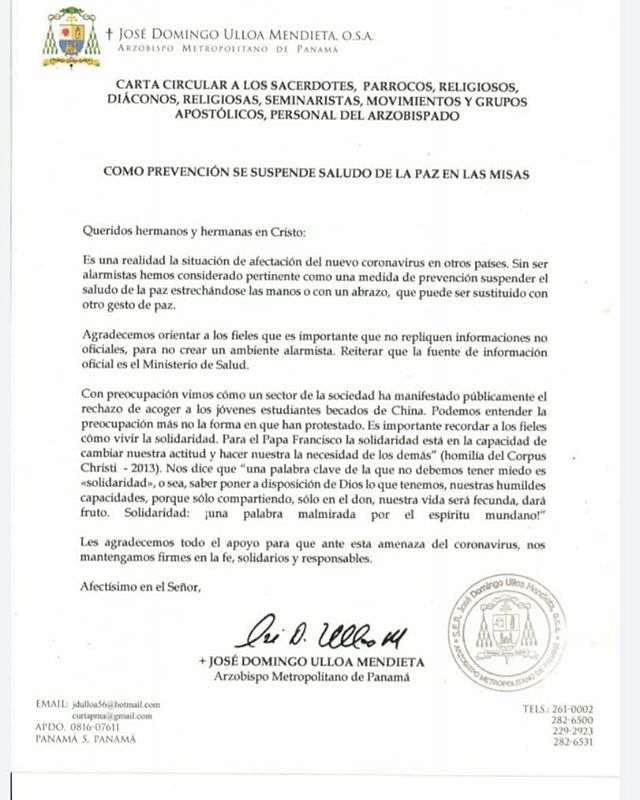 † JOSÉ DOMINGO ULLOA MENDIETA, O.S.A.
ARZOBISPO METROPOLITANO DE PANAMÁ
CARTA CIRCULAR A LOS SACERDOTES, PARROCOS, RELIGIOSOS,
DIÁCONOS, RELIGIOSAS, SEMINARISTAS, MOVIMIENTOS Y GRUPOS
APOSTÓLICOS, PERSONAL DEL ARZOBISPADO
COMO PREVENCIÓN SE SUSPENDE SALUDO DE LA PAZ EN LAS MISAS
Queridos hermanos y hermanas en Cristo:
Es una realidad la situación de afectación del nuevo coronavirus en otros países. Sin ser
alarmistas hemos considerado pertinente como una medida de prevención suspender el
saludo de la paz estrechándose las manos o con un abrazo, que puede ser sustituido con
otro gesto de paz.
Agradecemos orientar a los fieles que es importante que no repliquen informaciones no
oficiales, para no crear un ambiente alarmista. Reiterar que la fuente de información
oficial es el Ministerio de Salud.
Con preocupación vimos cómo un sector de la sociedad ha manifestado públicamente el
rechazo de acoger a los jóvenes estudiantes becados de China. Podemos entender la
preocupación más no la forma en que han protestado. Es importante recordar a los fieles
cómo vivir la solidaridad. Para el Papa Francisco la solidaridad está en la capacidad de
cambiar nuestra actitud y hacer nuestra la necesidad de los demás” (homilía del Corpus
Christi - 2013). Nos dice que “una palabra clave de la que no debemos tener miedo es
«solidaridad», o sea, saber poner a disposición de Dios lo que tenemos, nuestras humildes
capacidades, porque sólo compartiendo, sólo en el don, nuestra vida será fecunda, dará
fruto. Solidaridad: ¡una palabra malmirada por el espíritu mundano!”
Les agradecemos todo el apoyo para que ante esta amenaza del coronavirus, nos
mantengamos firmes en la fe, solidarios y responsables.
Afectísimo en el Señor,
José D. Ulloa M
+ JOSÉ DOMINGO ULLOA MENDIETA
Arzobispo Metropolitano de Panamá
S.E.R. José Domingo Ulloa Mendieta, o.s.a.
ARZOBISPO METROPOLITANO DE PANAMÁ
EMAIL: jdulloa56@hotmail.com
curiapma@gmail.com
APDO. 0816-07611
PANAMÁ 5, PANAMÁ
TELS.: 261-0002
282-6500
229-2923
282-6531